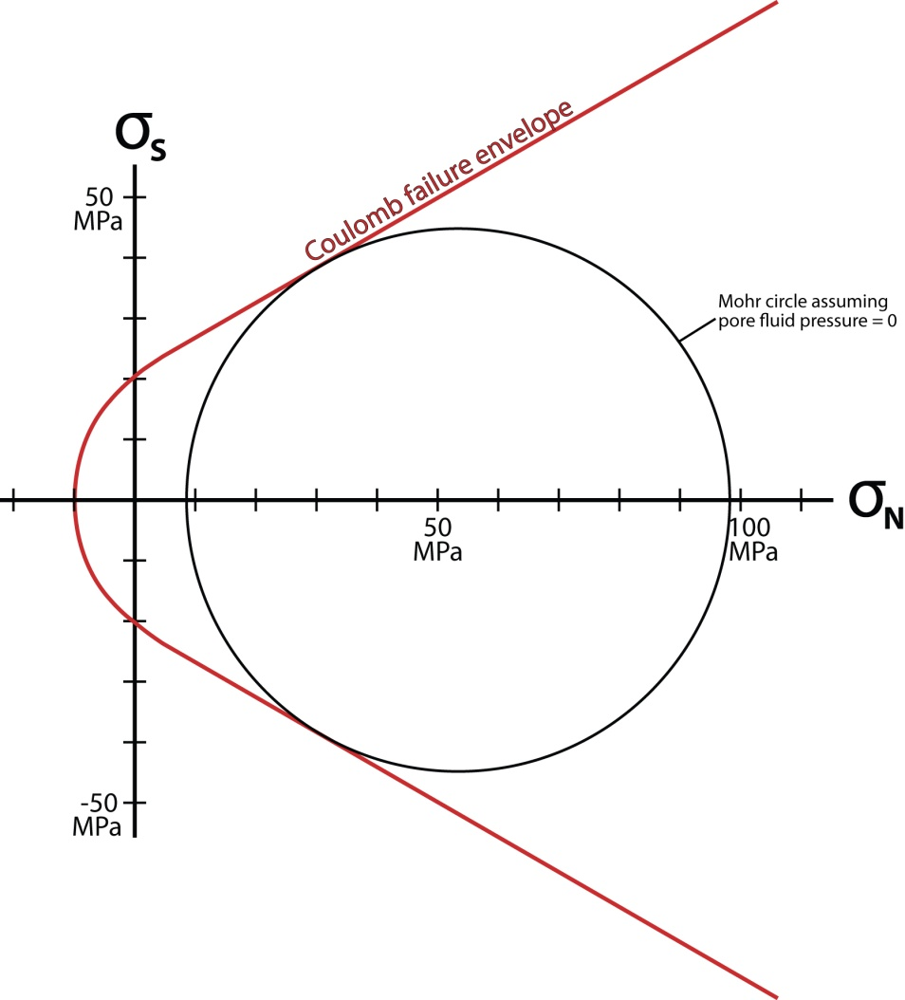 σS
50
MPa
Coulomb failure envelope
Mohr circle assuming
pore fluid pressure = 0
σN
50
MPa
100
MPa
-50
MPa